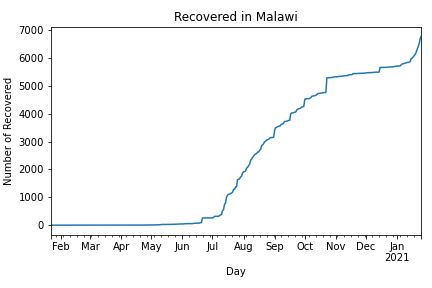 Recovered in Malawi
7000
6000
5000
4000
3000
2000
1000
0
Number of Recovered
Feb Mar Apr May Jun Jul Aug Sep Oct Nov Dec Jan
2021
Day